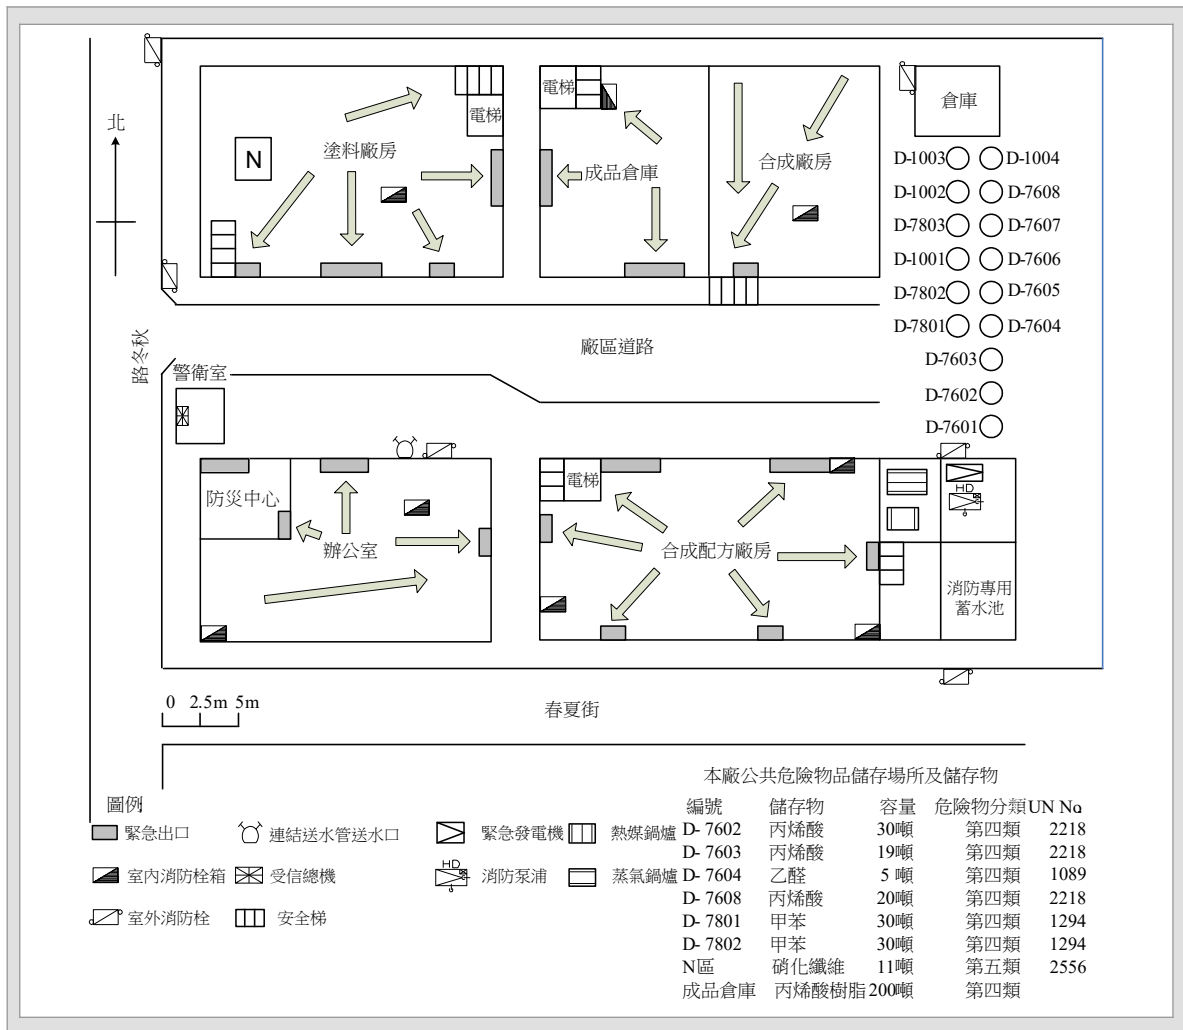 北
電梯
塗料廠房
N
電梯
成品倉庫
合成廠房
倉庫
D-1003
D-1004
D-1002
D-7608
D-7803
D-7607
D-1001
D-7606
D-7802
D-7605
D-7801
D-7604
D-7603
D-7602
D-7601
廠區道路
路冬秋
警衛室
防災中心
辦公室
電梯
合成配方廠房
HD
消防專用
蓄水池
0 2.5m 5m
春夏街
圖例
緊急出口
連結送水管送水口
緊急發電機
熱媒鍋爐
室內消防栓箱
受信總機
HD
消防泵浦
蒸氣鍋爐
室外消防栓
安全梯
本廠公共危險物品儲存場所及儲存物
編號 儲存物 容量 危險物分類 UN No
D- 7602 丙烯酸 30噸 第四類 2218
D- 7603 丙烯酸 19噸 第四類 2218
D- 7604 乙醛 5 噸 第四類 1089
D- 7608 丙烯酸 20噸 第四類 2218
D- 7801 甲苯 30噸 第四類 1294
D- 7802 甲苯 30噸 第四類 1294
N區 硝化纖維 11噸 第五類 2556
成品倉庫 丙烯酸樹脂 200噸 第四類